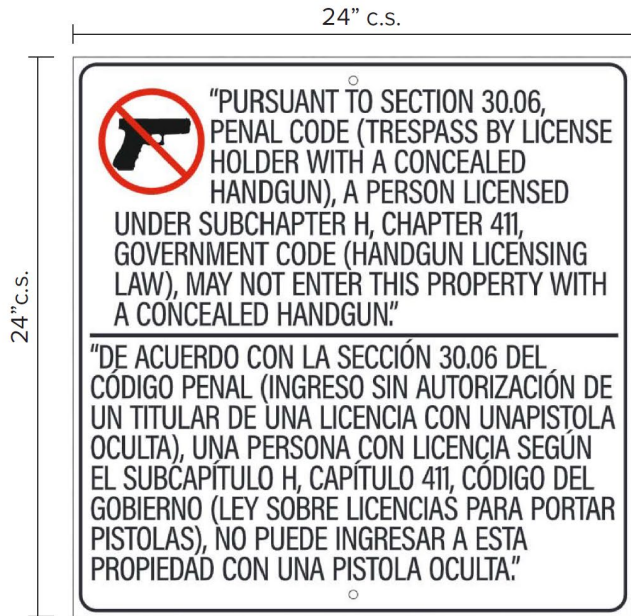 24” c.s.
24”c.s.
“PURSUANT TO SECTION 30.06,
PENAL CODE (TRESPASS BY LICENSE
HOLDER WITH A CONCEALED
HANDGUN), A PERSON LICENSED
UNDER SUBCHAPTER H, CHAPTER 411,
GOVERNMENT CODE (HANDGUN LICENSING
LAW), MAY NOT ENTER THIS PROPERTY WITH
A CONCEALED HANDGUN.”
“DE ACUERDO CON LA SECCIÓN 30.06 DEL
CÓDIGO PENAL (INGRESO SIN AUTORIZACIÓN DE
UN TITULAR DE UNA LICENCIA CON UNAPISTOLA
OCULTA), UNA PERSONA CON LICENCIA SEGÚN
EL SUBCAPÍTULO H, CAPÍTULO 411, CÓDIGO DEL
GOBIERNO (LEY SOBRE LICENCIAS PARA PORTAR
PISTOLAS), NO PUEDE INGRESAR A ESTA
PROPIEDAD CON UNA PISTOLA OCULTA.”